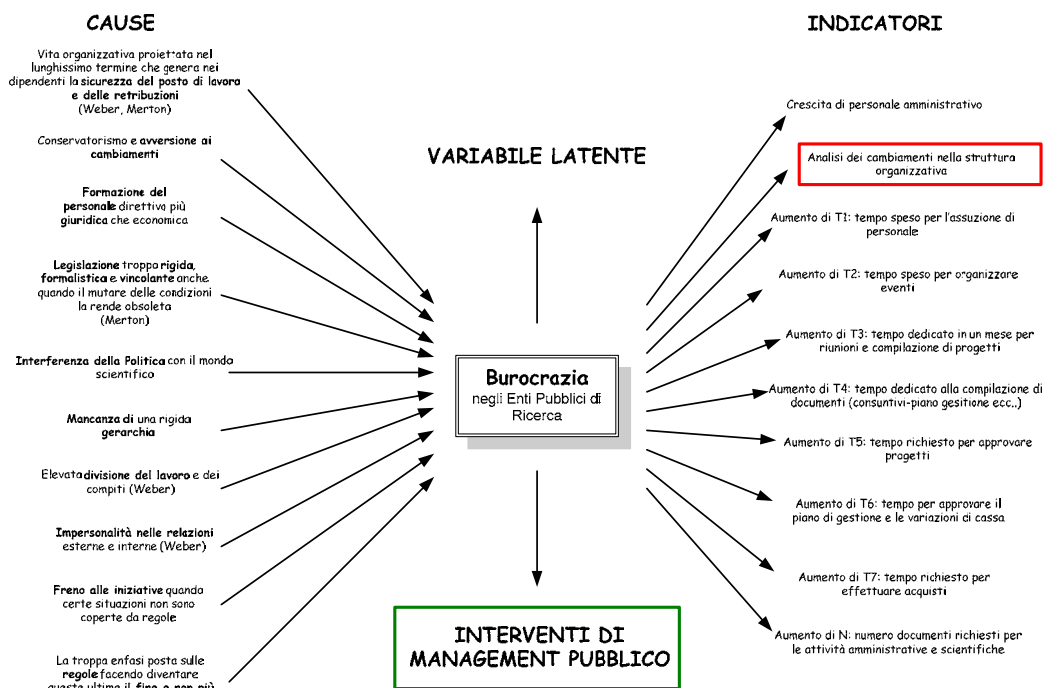 CAUSE
Vita organizzativa proiettata nel
lunghissimo termine che genera nei
dipendenti la sicurezza del posto di lavoro
e delle retribuzioni
(Weber, Merton)
Conservatorismo e avversione ai
cambiamenti
Formazione del
personale direttivo più
giuridica che economica
Legislazione troppo rigida,
formalistica e vincolante anche
quando il mutare delle condizioni
la rende obsoleta
(Merton)
Interferenza della Politica con il mondo
scientifico
Mancanza di una rigida
gerarchia
Elevata divisione del lavoro e dei
compiti (Weber)
Impersonalità nelle relazioni
esterne e interne (Weber)
Freno alle iniziative quando
certe situazioni non sono
coperte da regole
La troppa enfasi posta sulle
regole facendo diventare
VARIABILE LATENTE
Burocrazia
negli Enti Pubblici di
Ricerca
INTERVENTI DI
MANAGEMENT PUBBLICO
INDICATORI
Crescita di personale amministrativo
Analisi dei cambiamenti nella struttura
organizzativa
Aumento di T1: tempo speso per l'assuzione di
personale
Aumento di T2: tempo speso per organizzare
eventi
Aumento di T3: tempo dedicato in un mese per
riunioni e compilazione di progetti
Aumento di T4: tempo dedicato alla compilazione di
documenti (consuntivi-piano gesitione ecc..)
Aumento di T5: tempo richiesto per approvare
progetti
Aumento di T6: tempo per approvare il
piano di gestione e le variazioni di cassa
Aumento di T7: tempo richiesto per
effettuare acquisti
Aumento di N: numero documenti richiesti per
le attività amministrative e scientifiche